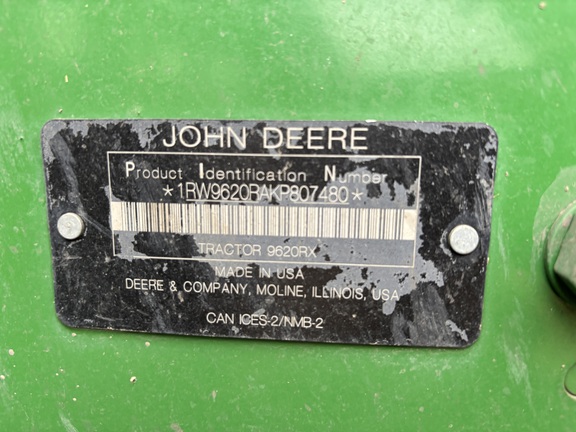 JOHN DEERE
Product Identification Number
*1RW9620RAKP807480*
TRACTOR 9620RX
MADE IN USA
DEERE & COMPANY, MOLINE, ILLINOIS, USA
CAN ICES-2/NMB-2